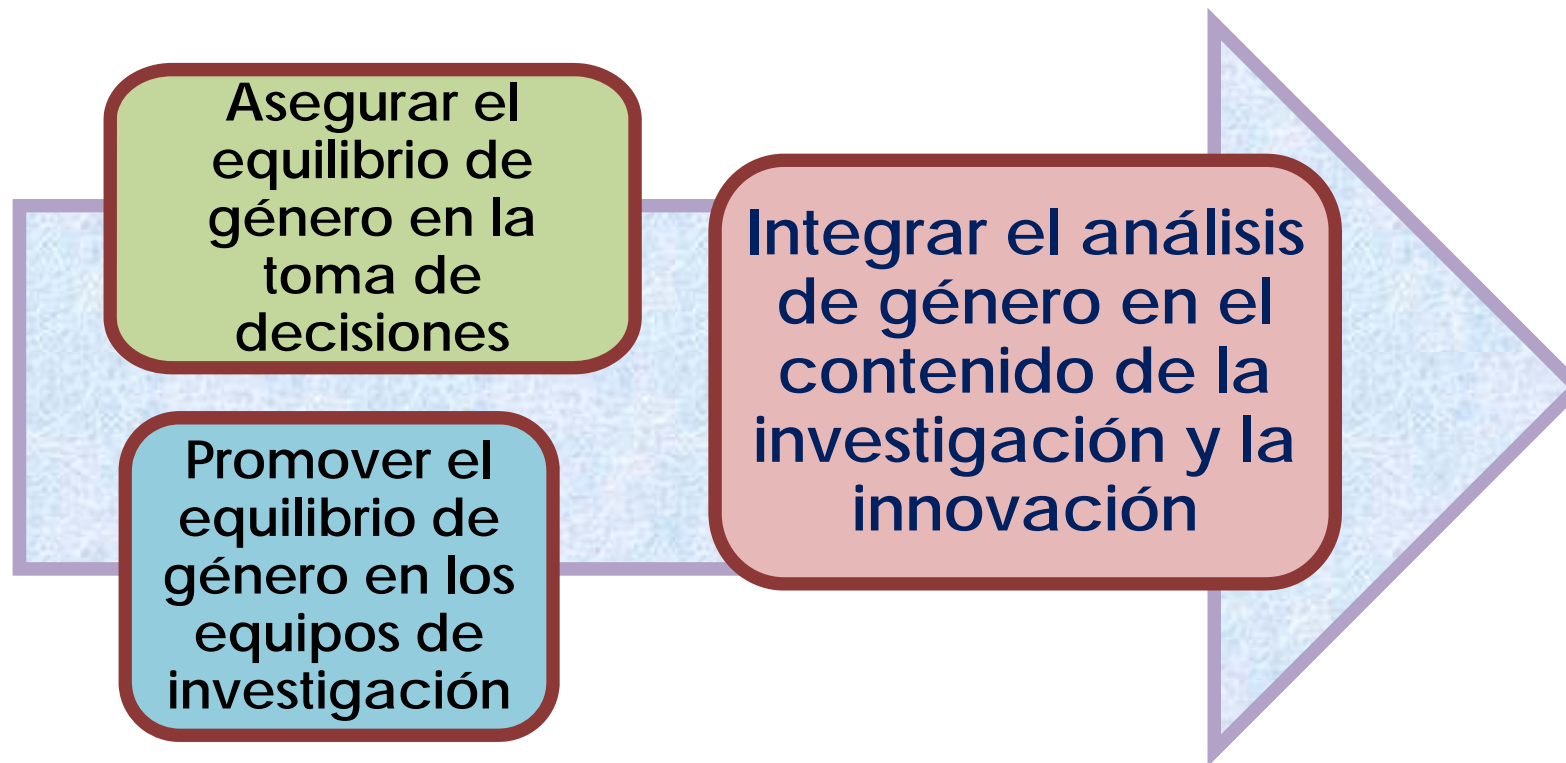 Asegurar el
equilibrio de
género en la
toma de
decisiones
Promover el
equilibrio de
género en los
equipos de
investigación
Integrar el análisis
de género en el
contenido de la
investigación y la
innovación